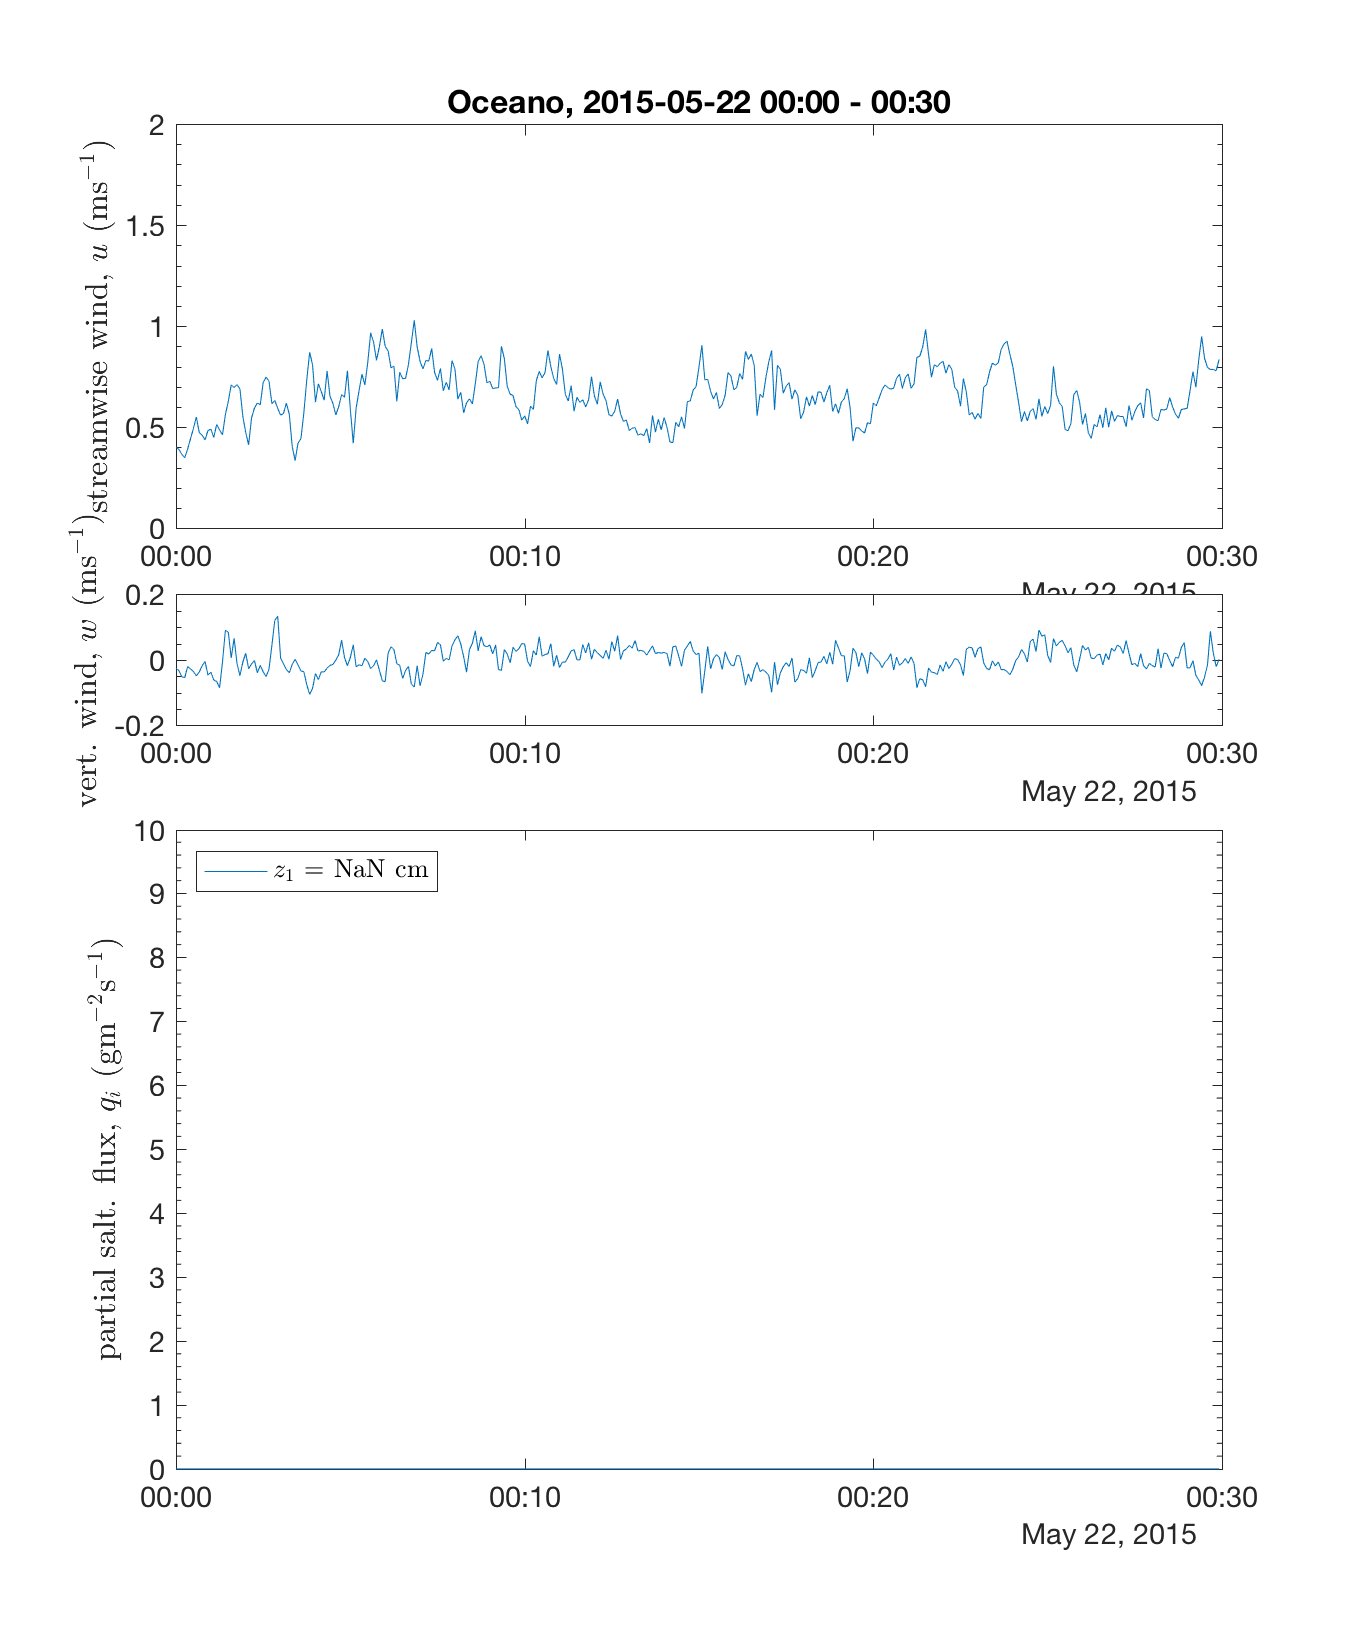 Oceano, 2015-05-22 00:00 - 00:30
streamwise wind, u (ms⁻¹)
2
1.5
1
0.5
0
00:00 00:10 00:20 00:30
May 22, 2015
vert. wind, w (ms⁻¹)
0.2
0
-0.2
00:00 00:10 00:20 00:30
May 22, 2015
partial salt. flux, qᵢ (gm⁻²s⁻¹)
10
9
8
7
6
5
4
3
2
1
0
z₁ = NaN cm
00:00 00:10 00:20 00:30
May 22, 2015